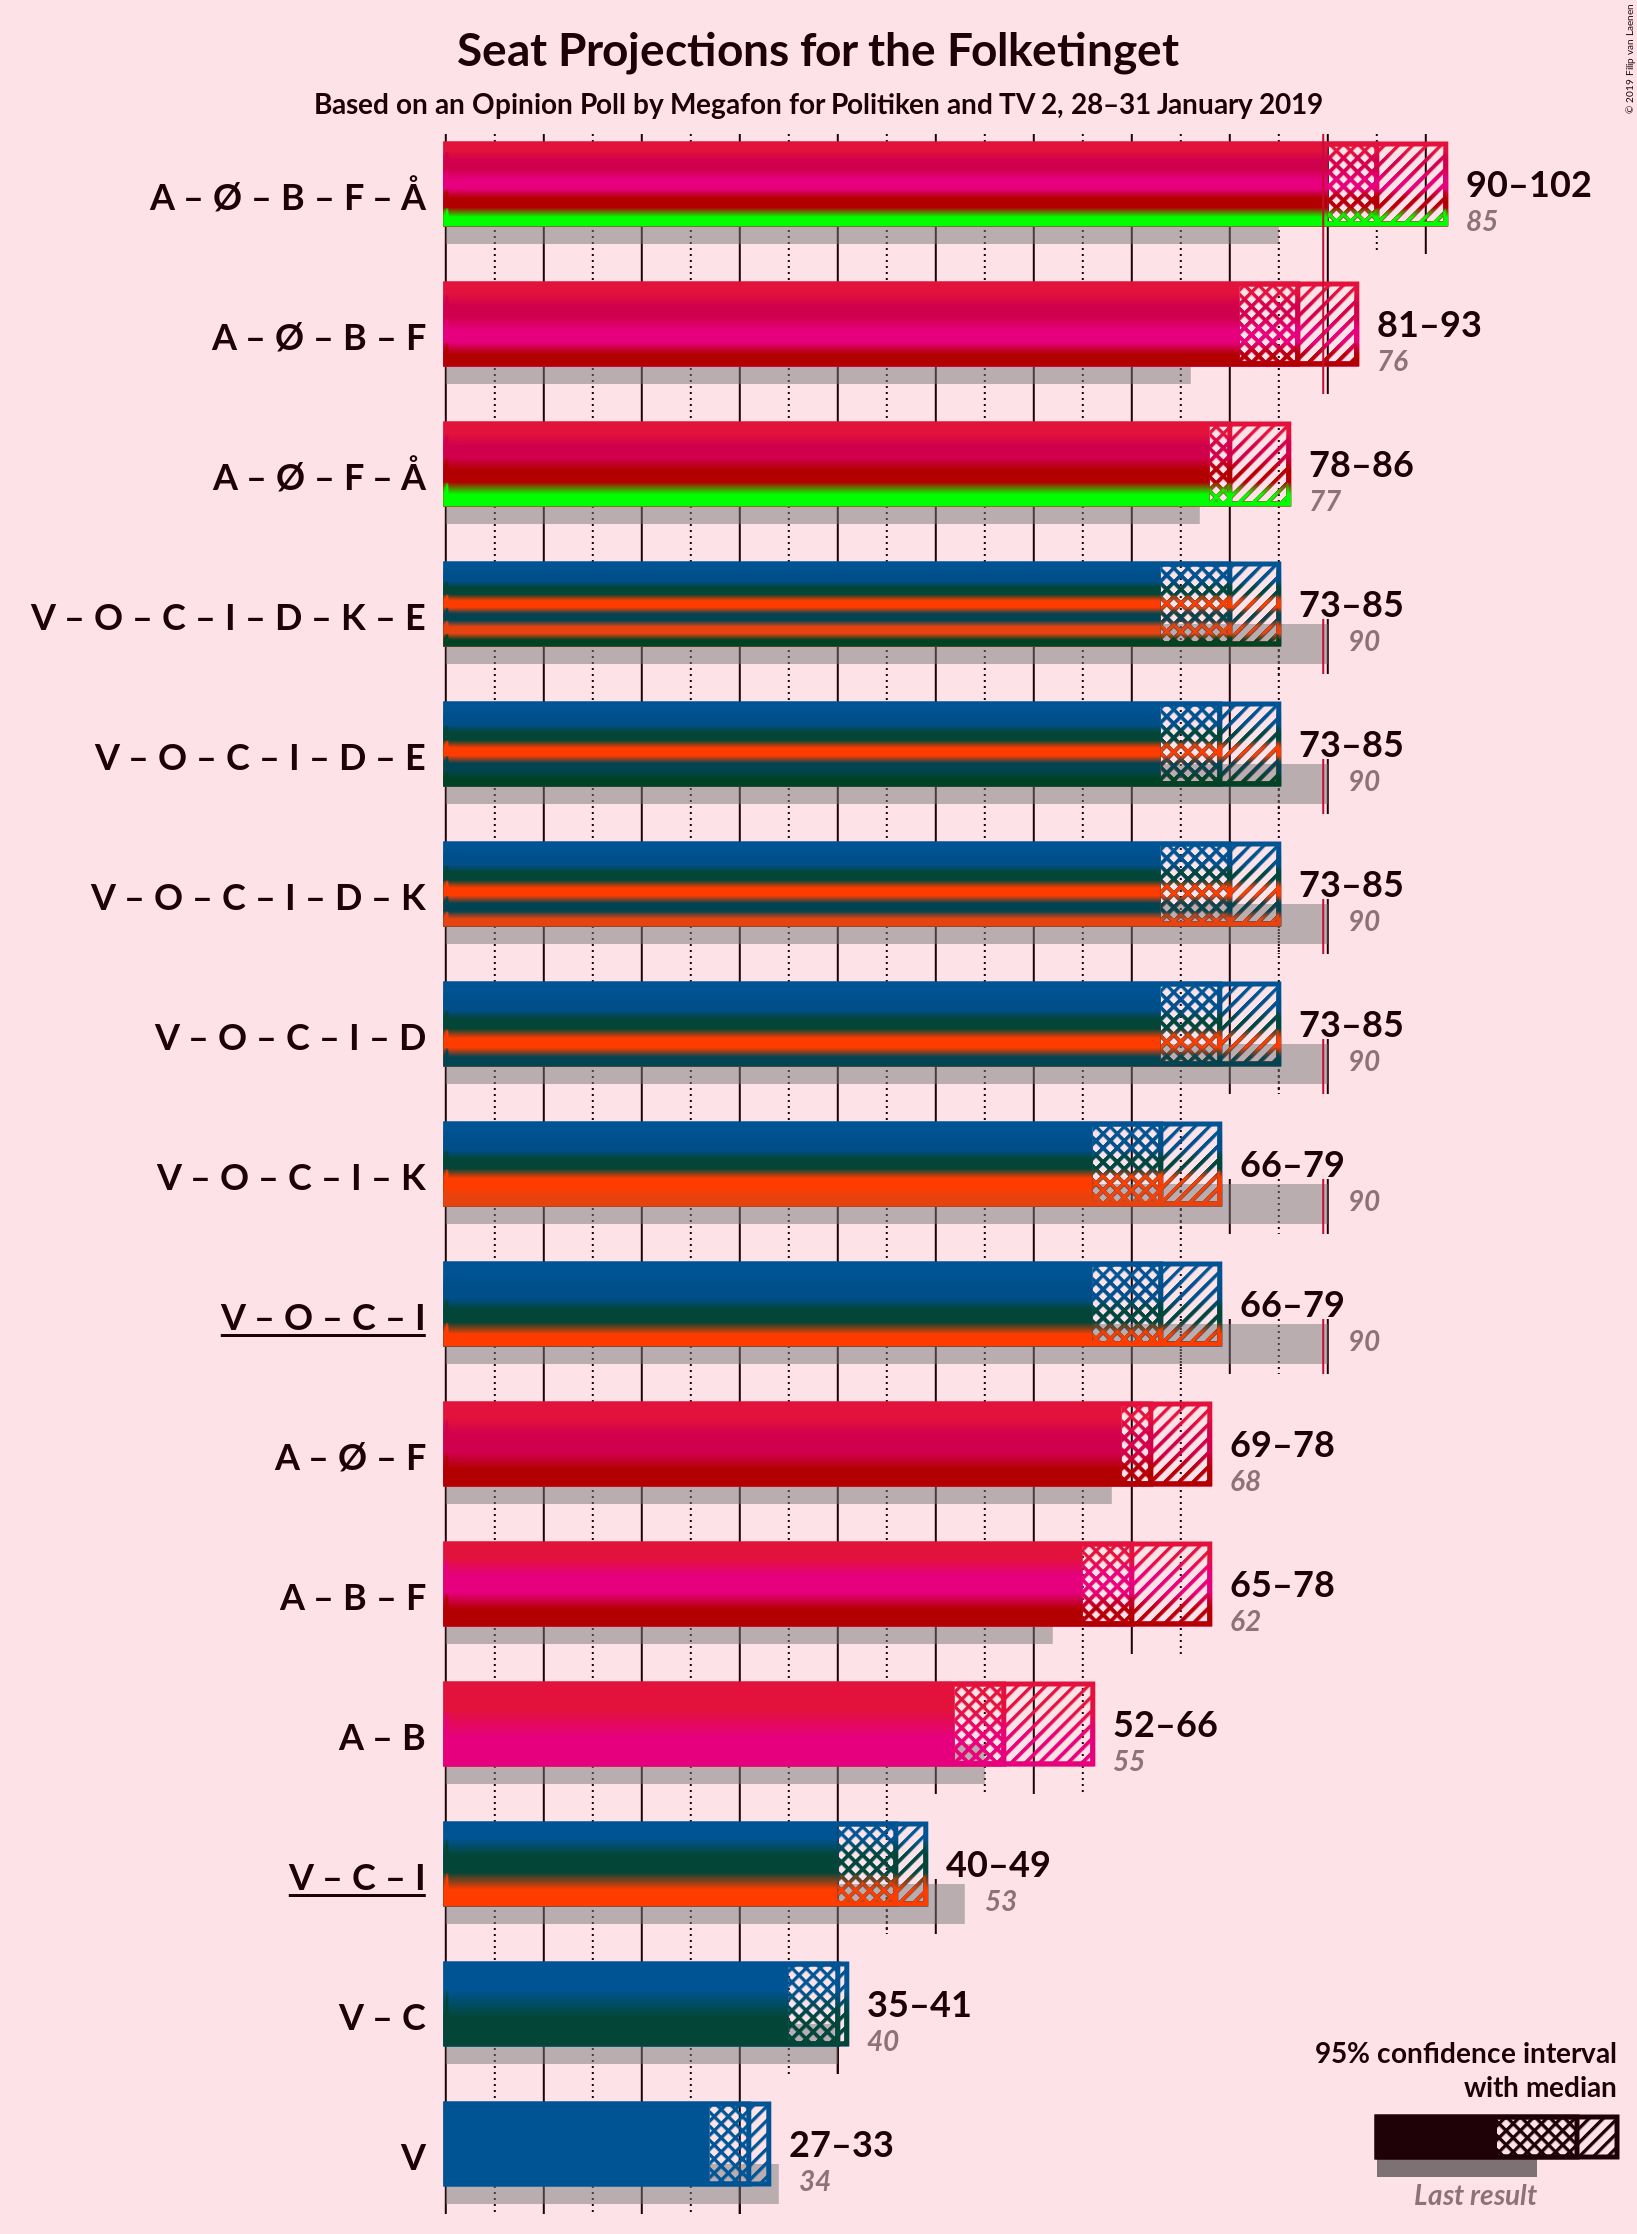 © 2019 Filip van Laenen
Seat Projections for the Folketinget
Based on an Opinion Poll by Megafon for Politiken and TV 2, 28–31 January 2019
A – Ø – B – F – Å
90–102
85
A – Ø – B – F
81–93
76
A – Ø – F – Å
78–86
77
V – O – C – I – D – K – E
73–85
90
V – O – C – I – D – E
73–85
90
V – O – C – I – D – K
73–85
90
V – O – C – I – D
73–85
90
V – O – C – I – K
66–79
90
V – O – C – I
66–79
90
A – Ø – F
69–78
68
A – B – F
65–78
62
A – B
52–66
55
V – C – I
40–49
53
V – C
35–41
40
V
27–33
34
95% confidence interval
with median
Last result